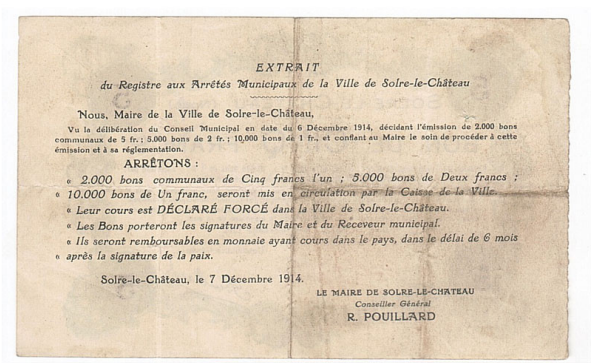 EXTRAIT
du Registre aux Arrêtés Municipaux de la Ville de Solre-le-Château
Nous, Maire de la Ville de Solre-le-Château,
Vu la délibération du Conseil Municipal en date du 6 Décembre 1914, décidant l'émission de 2.000 bons
communaux de 5 fr.; 5.000 bons de 2 fr.; 10,000 bons de 1 fr., et confiant au Maire le soin de procéder à cette
émission et à sa réglementation.
ARRÊTONS :
« 2.000 bons communaux de Cinq francs l'un ; 5.000 bons de Deux francs ;
« 10.000 bons de Un franc, seront mis en circulation par la Caisse de la Ville.
« Leur cours est DÉCLARÉ FORCÉ dans la Ville de Solre-le-Château.
« Les Bons porteront les signatures du Maire et du Receveur municipal.
« Ils seront remboursables en monnaie ayant cours dans le pays, dans le délai de 6 mois
« après la signature de la paix.
Solre-le-Château, le 7 Décembre 1914.
LE MAIRE DE SOLRE-LE-CHATEAU
Conseiller Général
R. POUILLARD